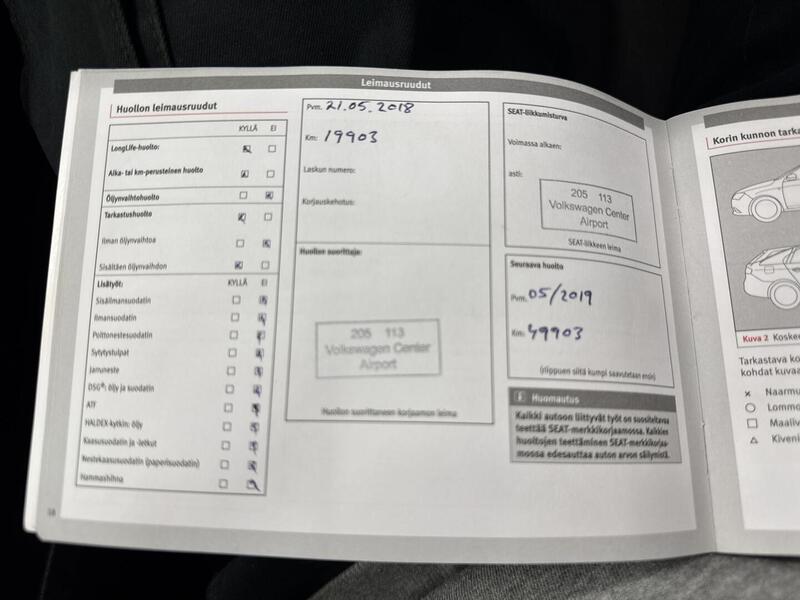 Leimausruudut
Huollon leimausruudut
KYLLÄ EI
LongLife-huolto:
Aika- tai km-perusteinen huolto
Öljynvaihtohuolto
Tarkastushuolto
Ilman öljynvaihtoa
Sisältäen öljynvaihdon
Lisätyöt: KYLLÄ EI
Sisäilmansuodatin
Ilmansuodatin
Polttonestesuodatin
Sytytystulpat
Jarruneste
DSG®: öljy ja suodatin
ATF
HALDEX-kytkin: öljy
Kaasusuodatin ja -letkut
Nestekaasusuodatin (paperisuodatin)
Hammashihna
18
Pvm. 21.05.2018
Km: 19903
Laskun numero:
Korjauskehotus:
Huollon suorittaja:
205 113
Volkswagen Center
Airport
Huollon suorittaneen korjaamon leima
SEAT-liikkumisturva
Voimassa alkaen:
asti:
205 113
Volkswagen Center
Airport
SEAT-liikkeen leima
Seuraava huolto
Pvm. 05/2019
Km: 49903
(riippuen siitä kumpi saavutetaan ensin)
Huomautus
Kaikki autoon liittyvät työt on suositeltava
teettää SEAT-merkkikorjaamossa. Kaikkien
huoltojen teettäminen SEAT-merkkikorjaa-
mossa edesauttaa auton arvon säilymistä.
Korin kunnon tarka
Kuva 2 Koskee
Tarkastava ko
kohdat kuvaa
Naarmu
Lommo
Maaliv
Kiveni